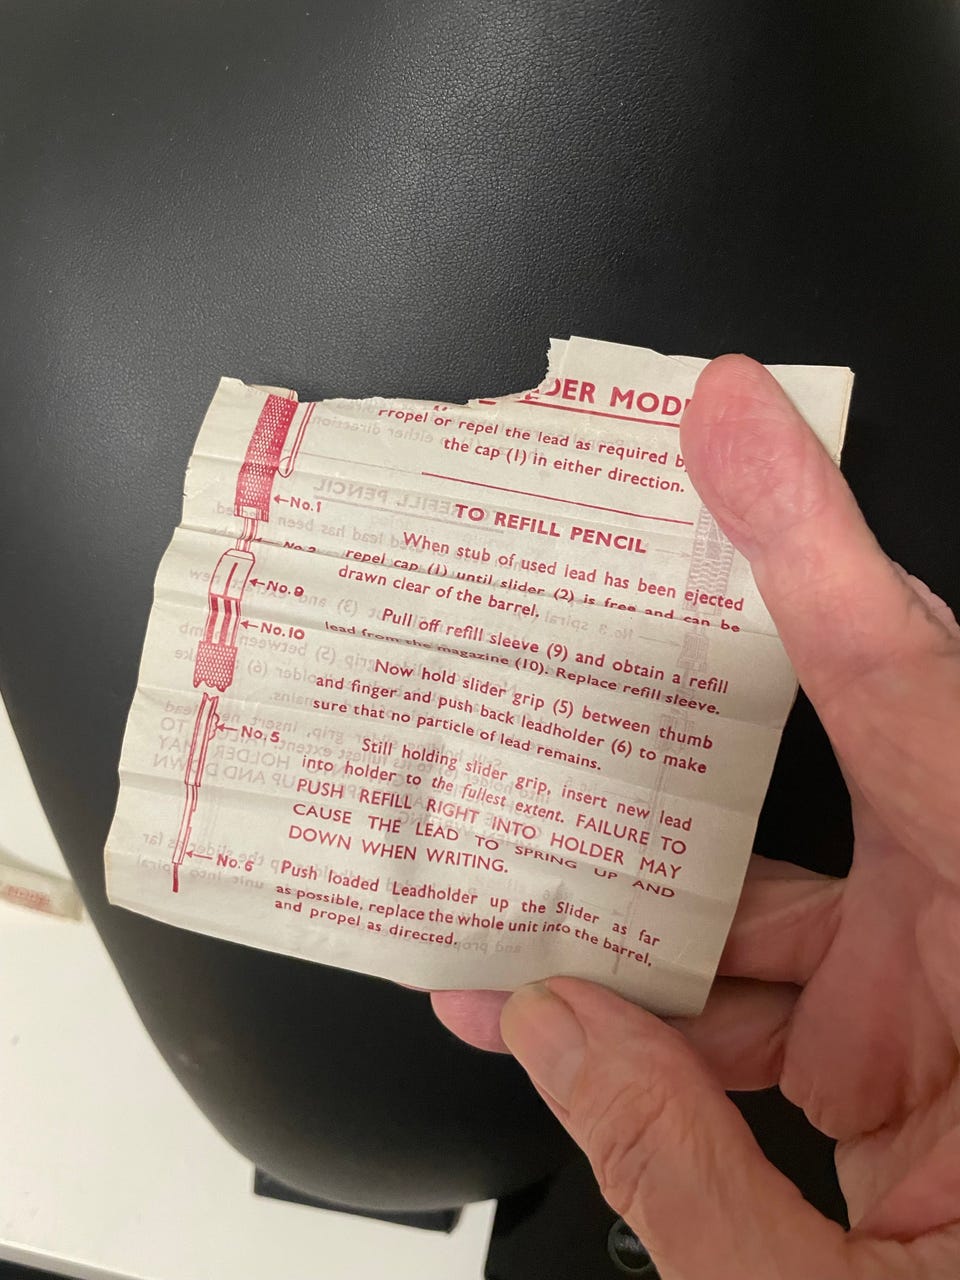 DER MOD
Propel or repel the lead as required b
the cap (1) in either direction.
TO REFILL PENCIL
When stub of used lead has been ejected
repel cap (1) until slider (2) is free and can be
drawn clear of the barrel.
Pull off refill sleeve (9) and obtain a refill
lead from the magazine (10). Replace refill sleeve.
Now hold slider grip (5) between thumb
and finger and push back leadholder (6) to make
sure that no particle of lead remains.
Still holding slider grip, insert new lead
into holder to the fullest extent. FAILURE TO
PUSH REFILL RIGHT INTO HOLDER MAY
CAUSE THE LEAD TO SPRING UP AND
DOWN WHEN WRITING.
Push loaded Leadholder up the Slider as far
as possible, replace the whole unit into the barrel,
and propel as directed.
No. 1
No. 2
No. 9
No. 10
No. 5
No. 6